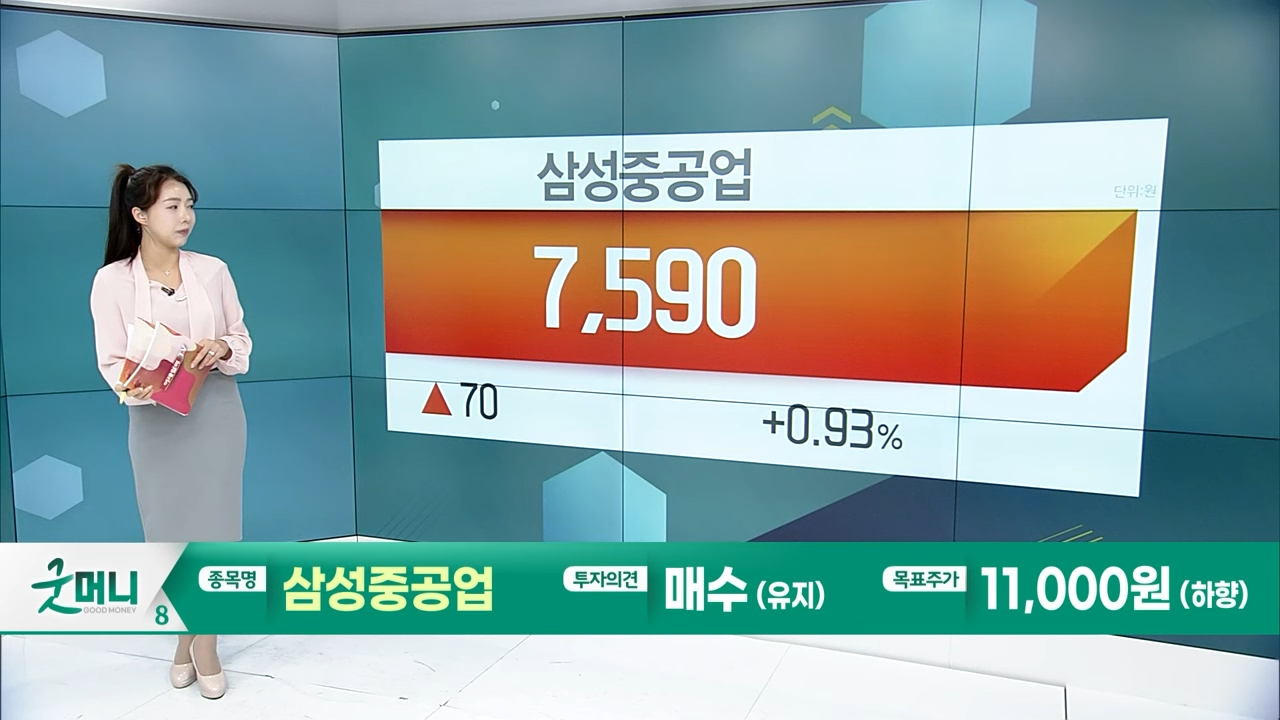 삼성중공업
단위:원
7,590
▲ 70
+0.93%
굿머니
GOOD MONEY
8
종목명 삼성중공업
투자의견 매수 (유지)
목표주가 11,000원 (하향)